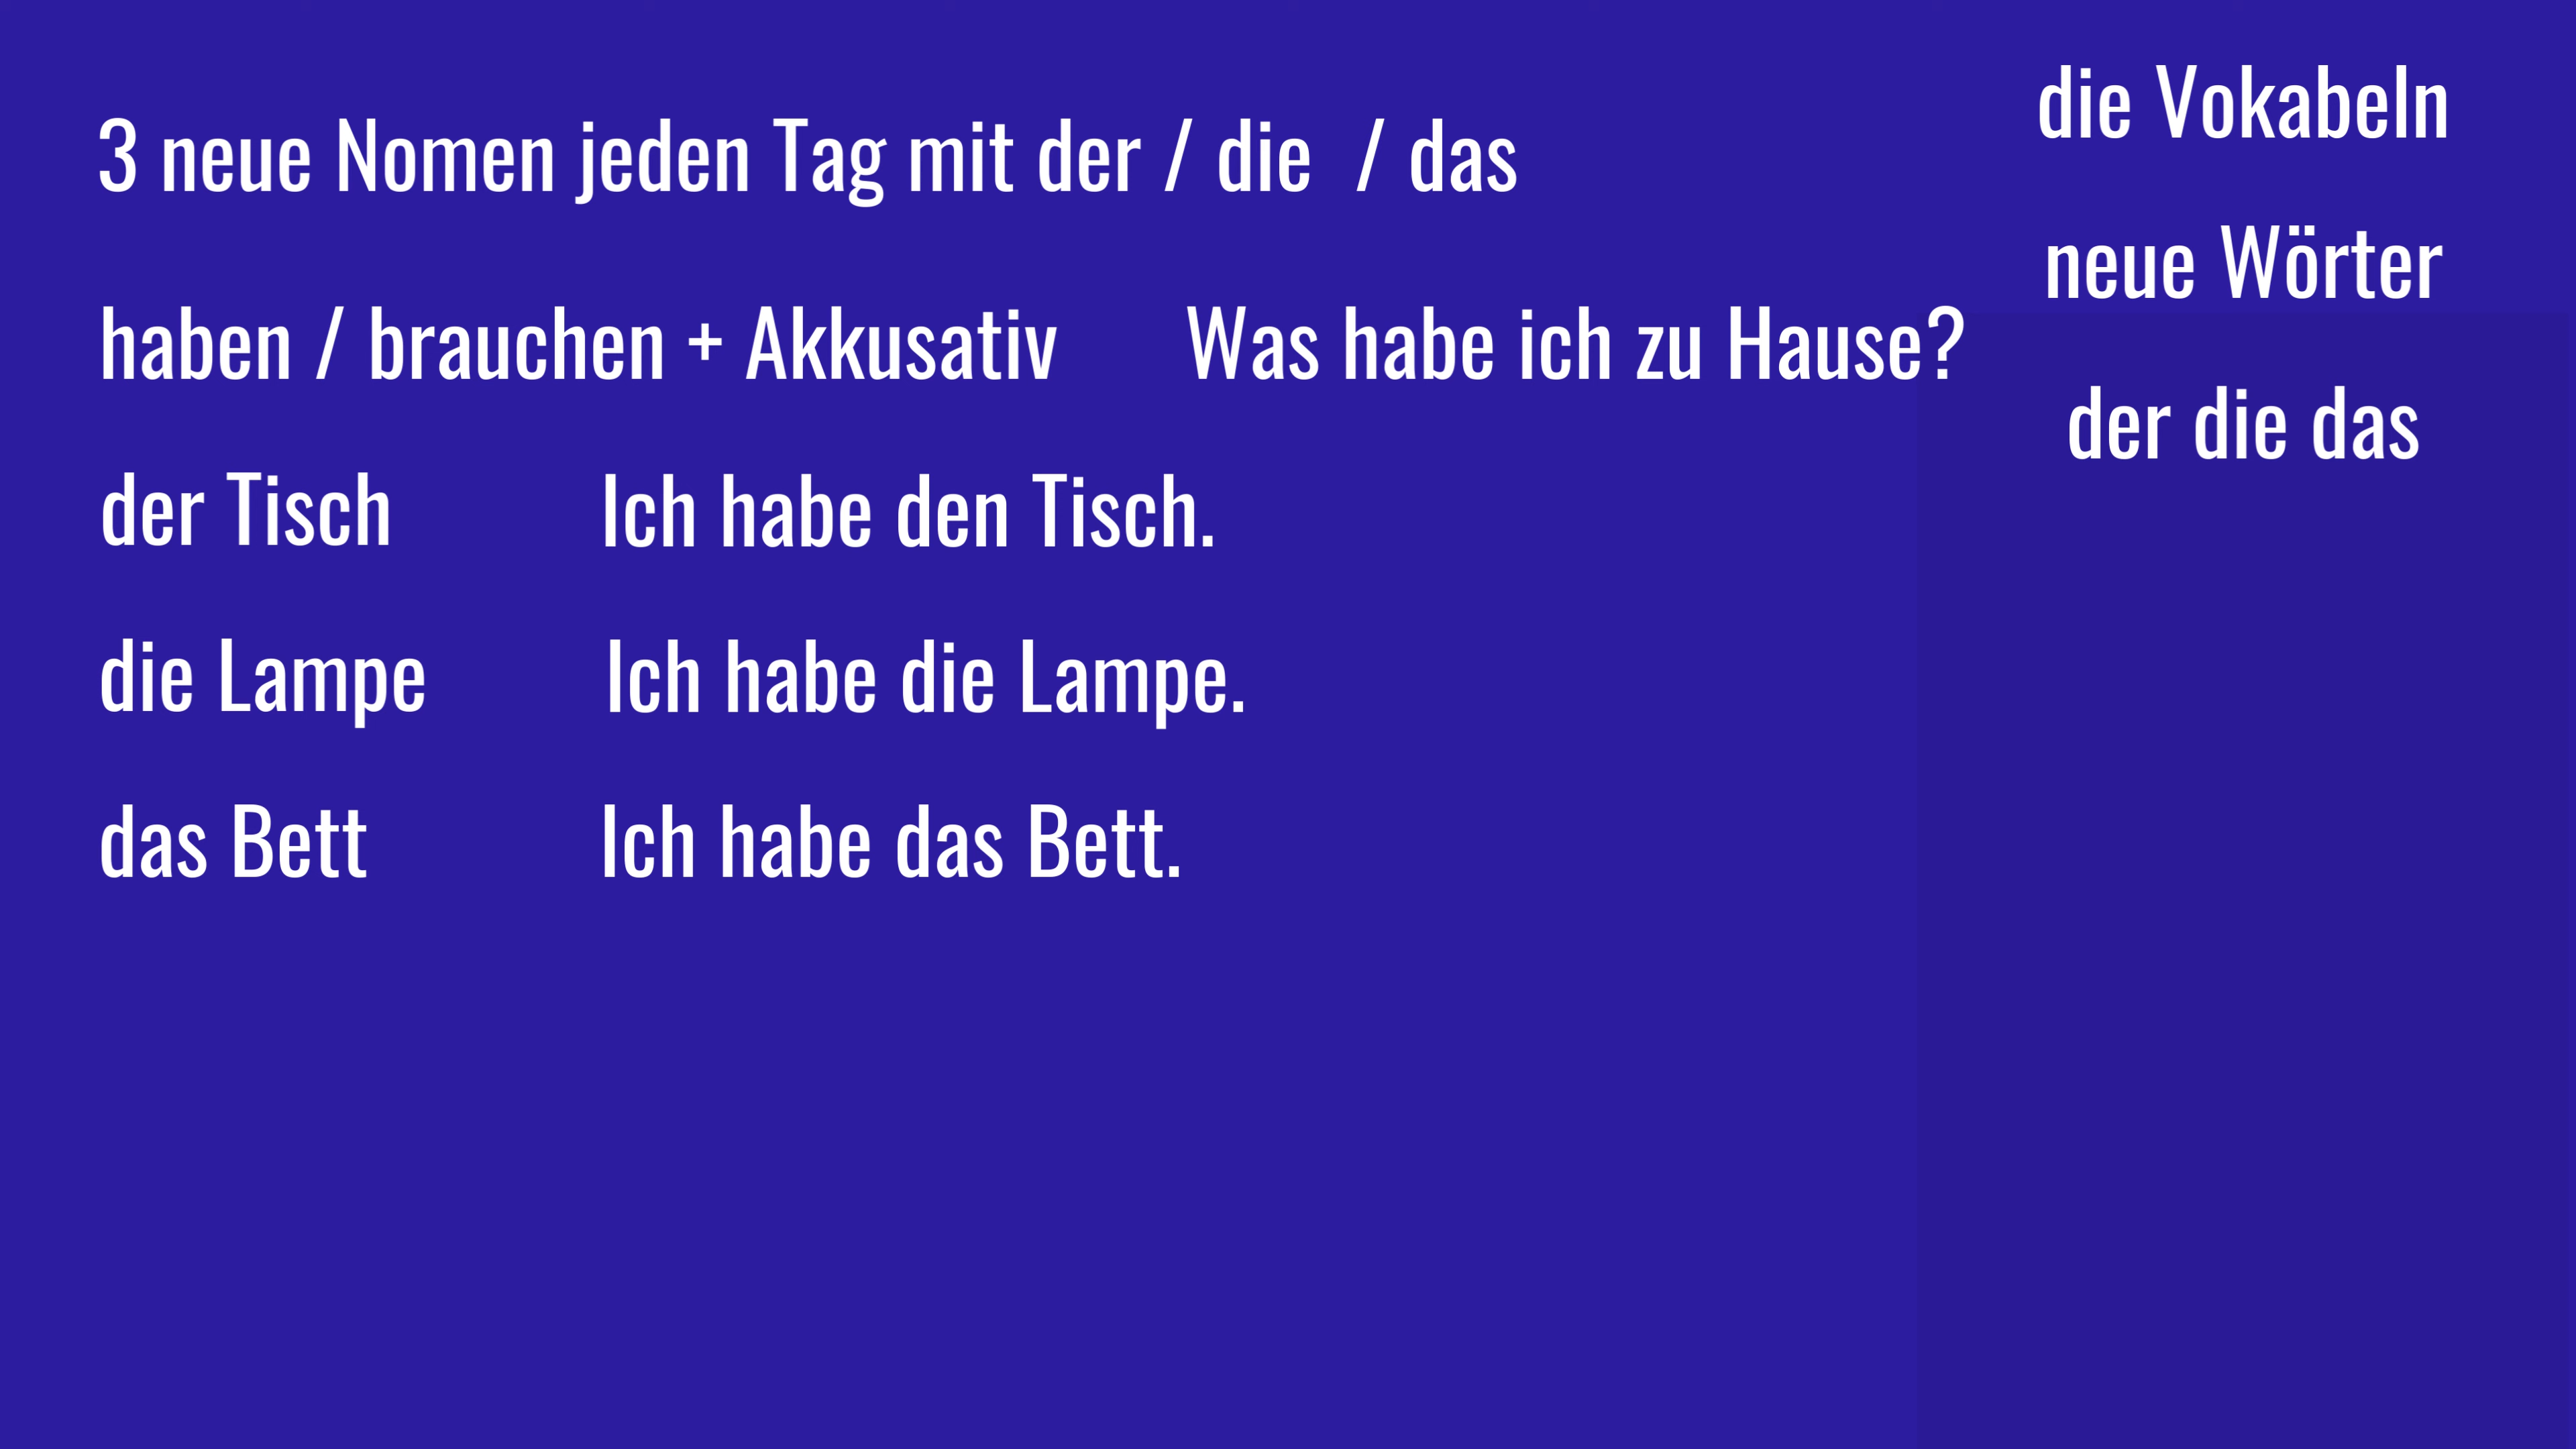 3 neue Nomen jeden Tag mit der / die / das
haben / brauchen + Akkusativ Was habe ich zu Hause?
der Tisch Ich habe den Tisch.
die Lampe Ich habe die Lampe.
das Bett Ich habe das Bett.
die Vokabeln
neue Wörter
der die das